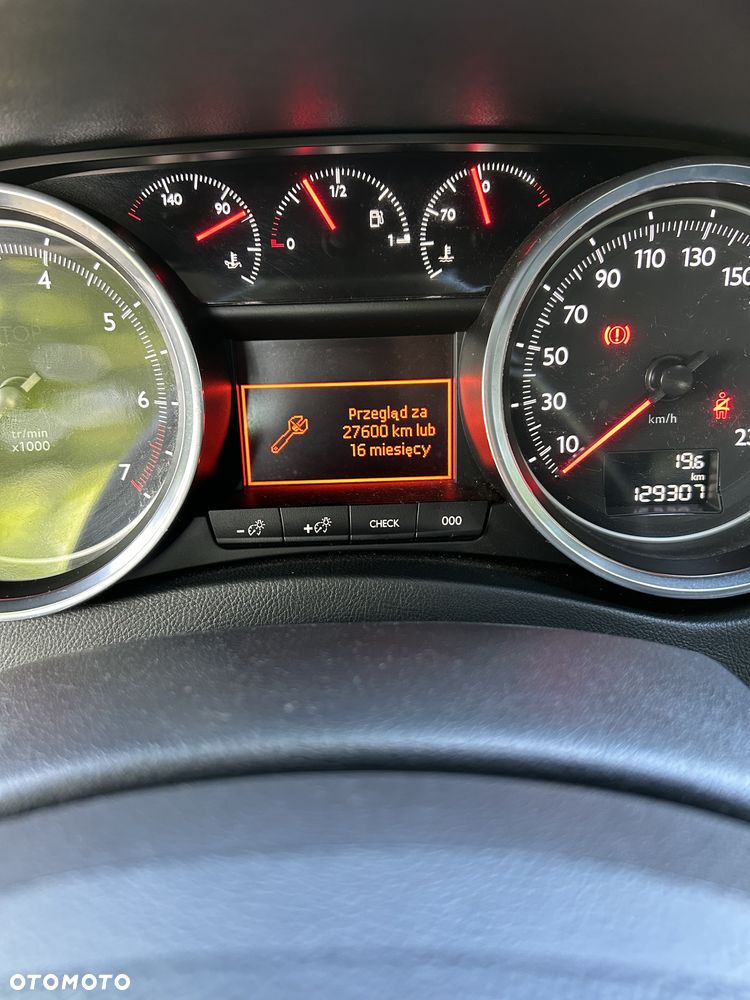 140
90
1/2
0
1
70
0
4
5
6
7
tr/min
x1000
Przegląd za
27600 km lub
16 miesięcy
CHECK
000
10
30
50
70
90
110
130
150
km/h
19.6
km
129307
OTOMOTO